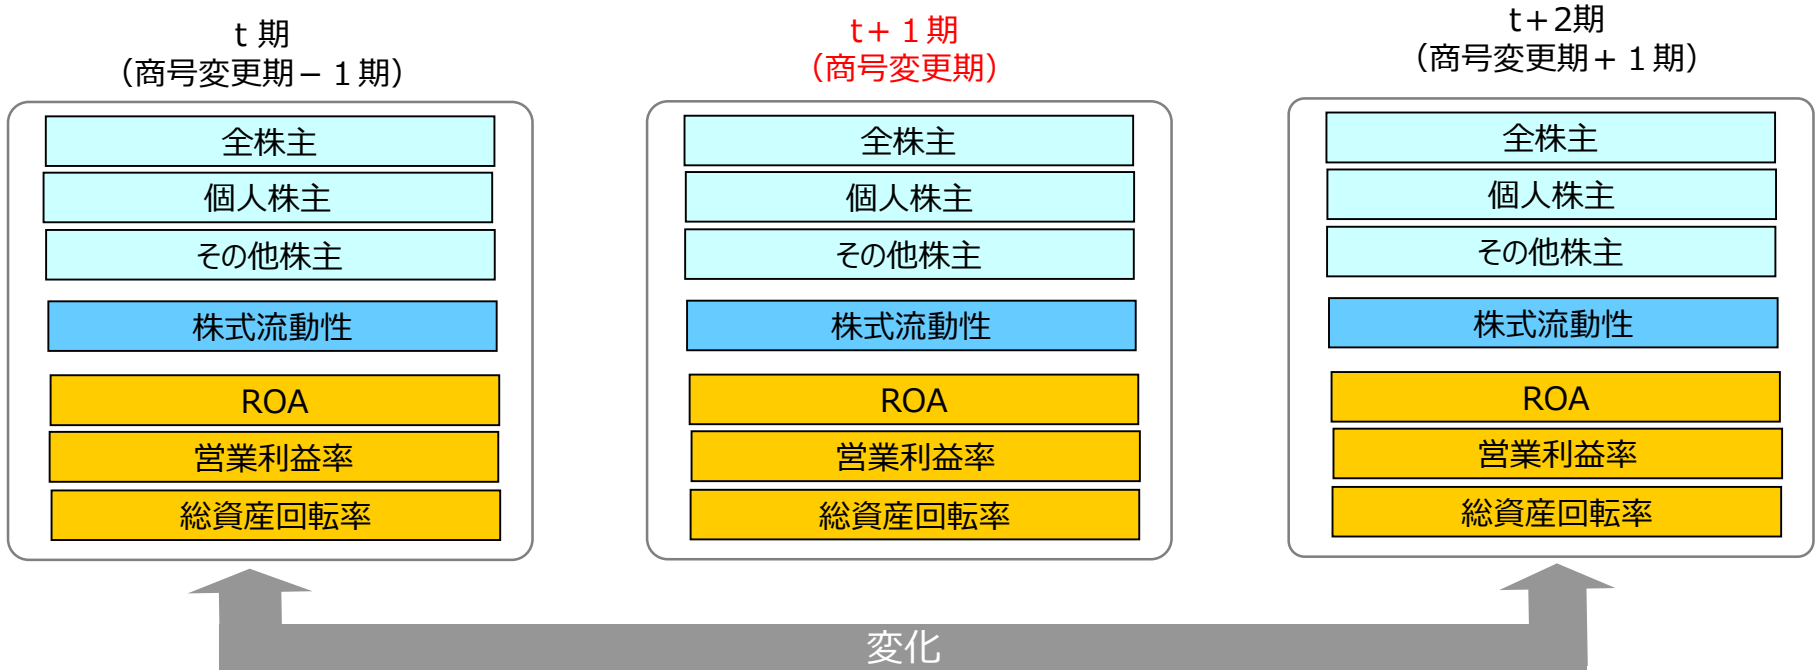 t 期
（商号変更期－１期）
全株主
個人株主
その他株主
株式流動性
ROA
営業利益率
総資産回転率
t＋１期
（商号変更期）
全株主
個人株主
その他株主
株式流動性
ROA
営業利益率
総資産回転率
t＋2期
（商号変更期＋１期）
全株主
個人株主
その他株主
株式流動性
ROA
営業利益率
総資産回転率
変化